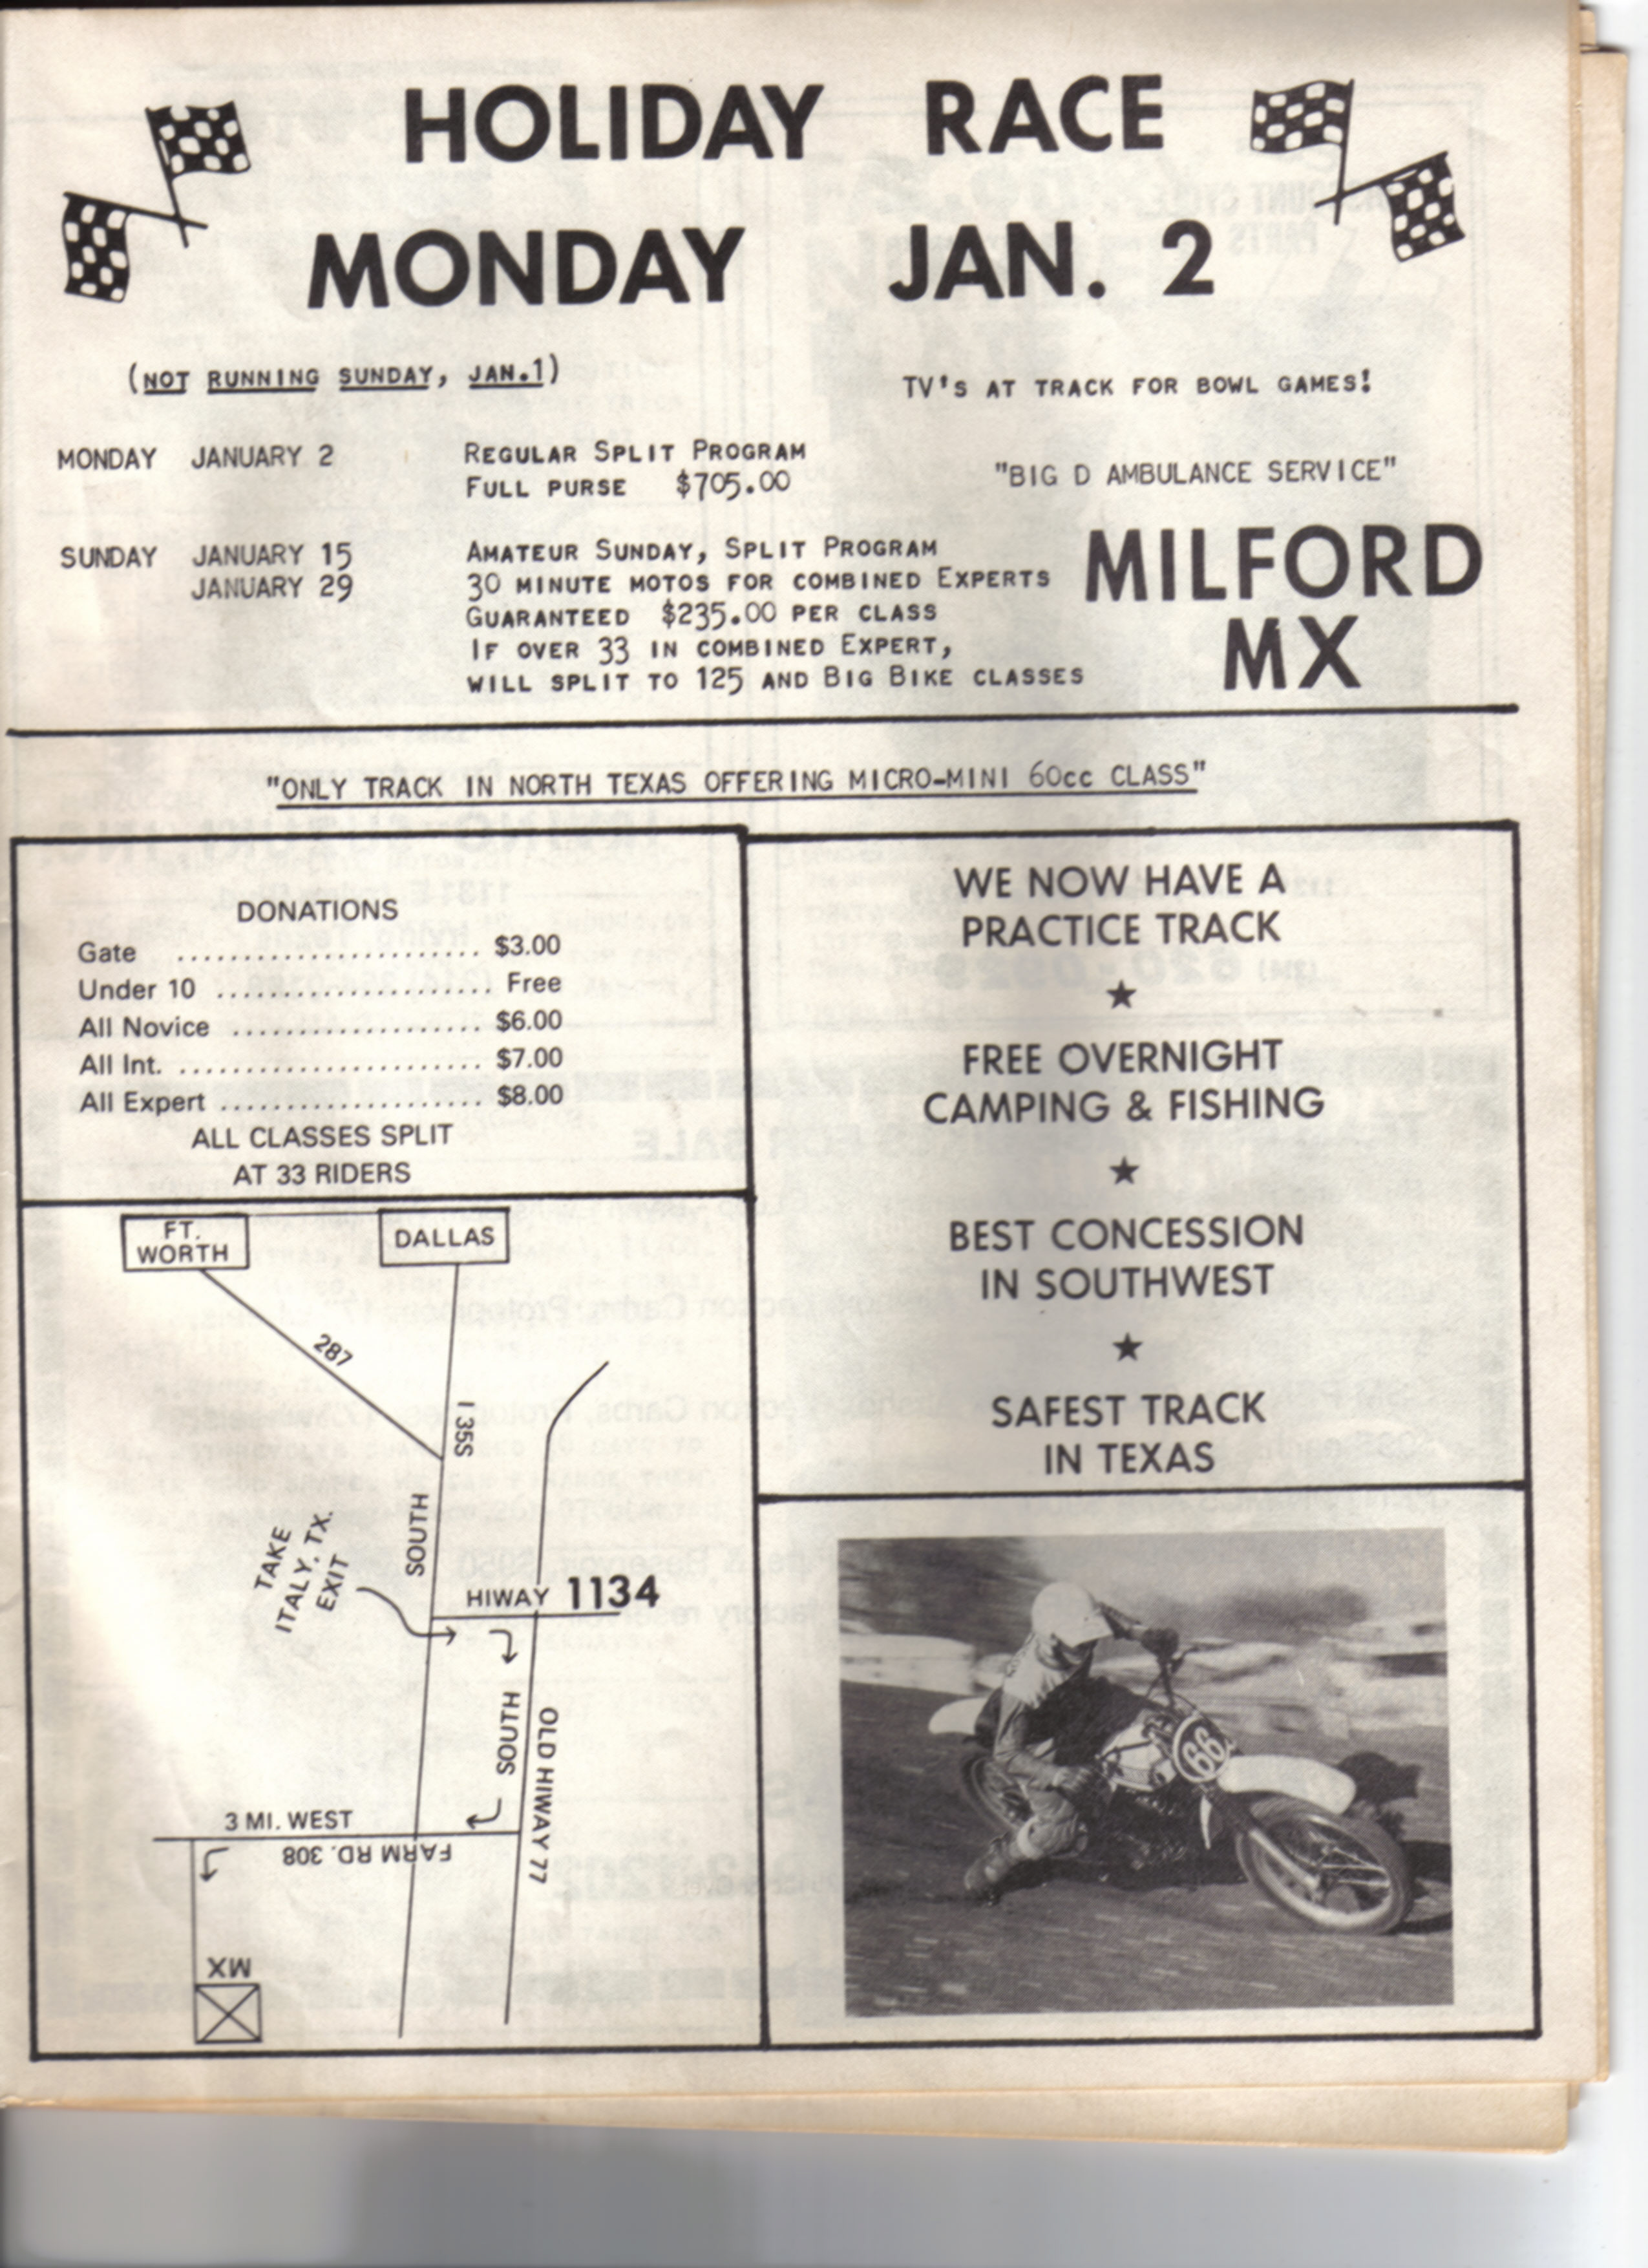 HOLIDAY RACE
MONDAY JAN. 2
(NOT RUNNING SUNDAY, JAN.1)
TV'S AT TRACK FOR BOWL GAMES!
MONDAY JANUARY 2 REGULAR SPLIT PROGRAM
FULL PURSE $705.00
"BIG D AMBULANCE SERVICE"
SUNDAY JANUARY 15 AMATEUR SUNDAY, SPLIT PROGRAM
JANUARY 29 30 MINUTE MOTOS FOR COMBINED EXPERTS
GUARANTEED $235.00 PER CLASS
IF OVER 33 IN COMBINED EXPERT,
WILL SPLIT TO 125 AND BIG BIKE CLASSES
MILFORD
MX
"ONLY TRACK IN NORTH TEXAS OFFERING MICRO-MINI 60cc CLASS"
DONATIONS
Gate ....................... $3.00
Under 10 ..................... Free
All Novice ................... $6.00
All Int. ....................... $7.00
All Expert .................... $8.00
ALL CLASSES SPLIT
AT 33 RIDERS
WE NOW HAVE A
PRACTICE TRACK
★
FREE OVERNIGHT
CAMPING & FISHING
★
BEST CONCESSION
IN SOUTHWEST
★
SAFEST TRACK
IN TEXAS
FT.
WORTH
DALLAS
287
I 35S
SOUTH
TAKE
ITALY, TX.
EXIT
HIWAY 1134
SOUTH
OLD HIWAY 77
3 MI. WEST
FARM RD. 308
MX
66